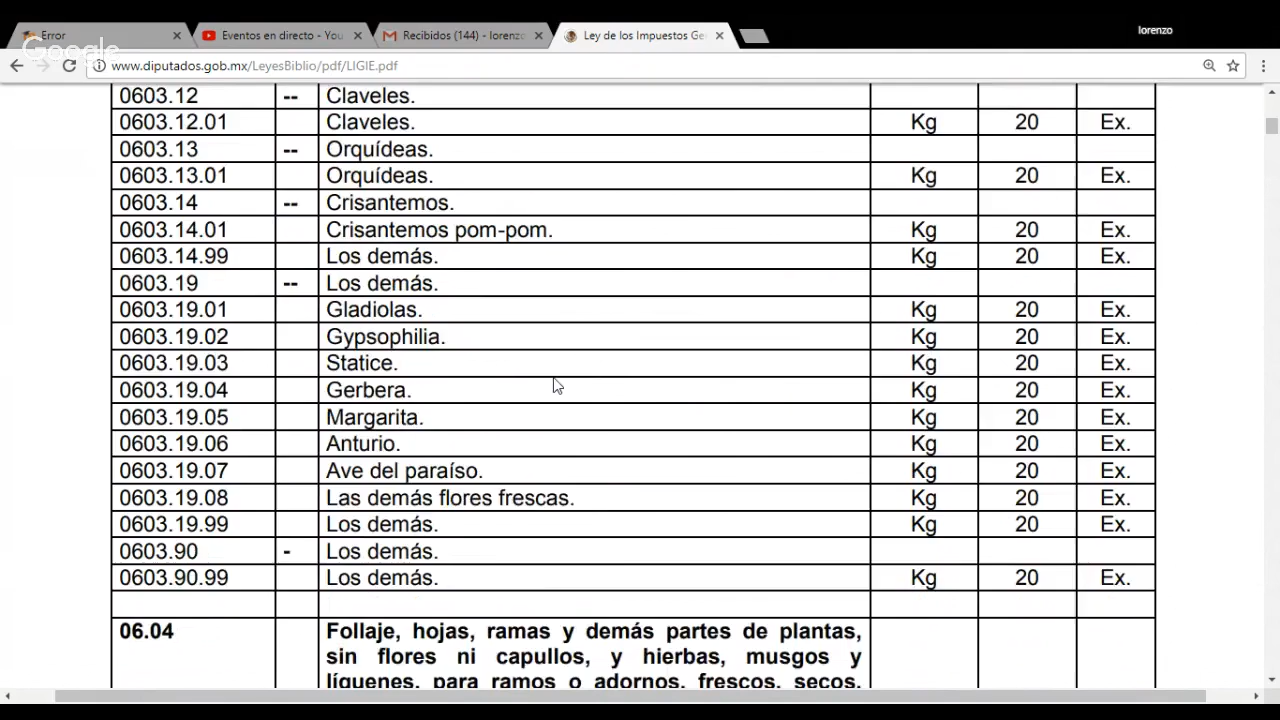 lorenzo
Error
Eventos en directo - You
Recibidos (144) - lorenzo
Ley de los Impuestos Ge
Google
www.diputados.gob.mx/LeyesBiblio/pdf/LIGIE.pdf
0603.12 -- Claveles.
0603.12.01 Claveles. Kg 20 Ex.
0603.13 -- Orquídeas.
0603.13.01 Orquídeas. Kg 20 Ex.
0603.14 -- Crisantemos.
0603.14.01 Crisantemos pom-pom. Kg 20 Ex.
0603.14.99 Los demás. Kg 20 Ex.
0603.19 -- Los demás.
0603.19.01 Gladiolas. Kg 20 Ex.
0603.19.02 Gypsophilia. Kg 20 Ex.
0603.19.03 Statice. Kg 20 Ex.
0603.19.04 Gerbera. Kg 20 Ex.
0603.19.05 Margarita. Kg 20 Ex.
0603.19.06 Anturio. Kg 20 Ex.
0603.19.07 Ave del paraíso. Kg 20 Ex.
0603.19.08 Las demás flores frescas. Kg 20 Ex.
0603.19.99 Los demás. Kg 20 Ex.
0603.90 - Los demás.
0603.90.99 Los demás. Kg 20 Ex.
06.04 Follaje, hojas, ramas y demás partes de plantas,
sin flores ni capullos, y hierbas, musgos y
líquenes, para ramos o adornos, frescos, secos,